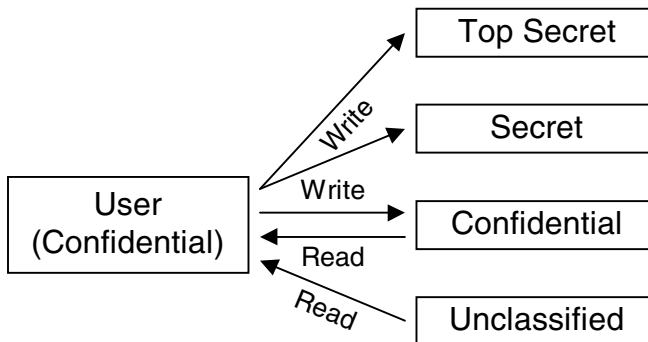 Top Secret
Write
Secret
User
(Confidential)
Write
Confidential
Read
Read
Unclassified